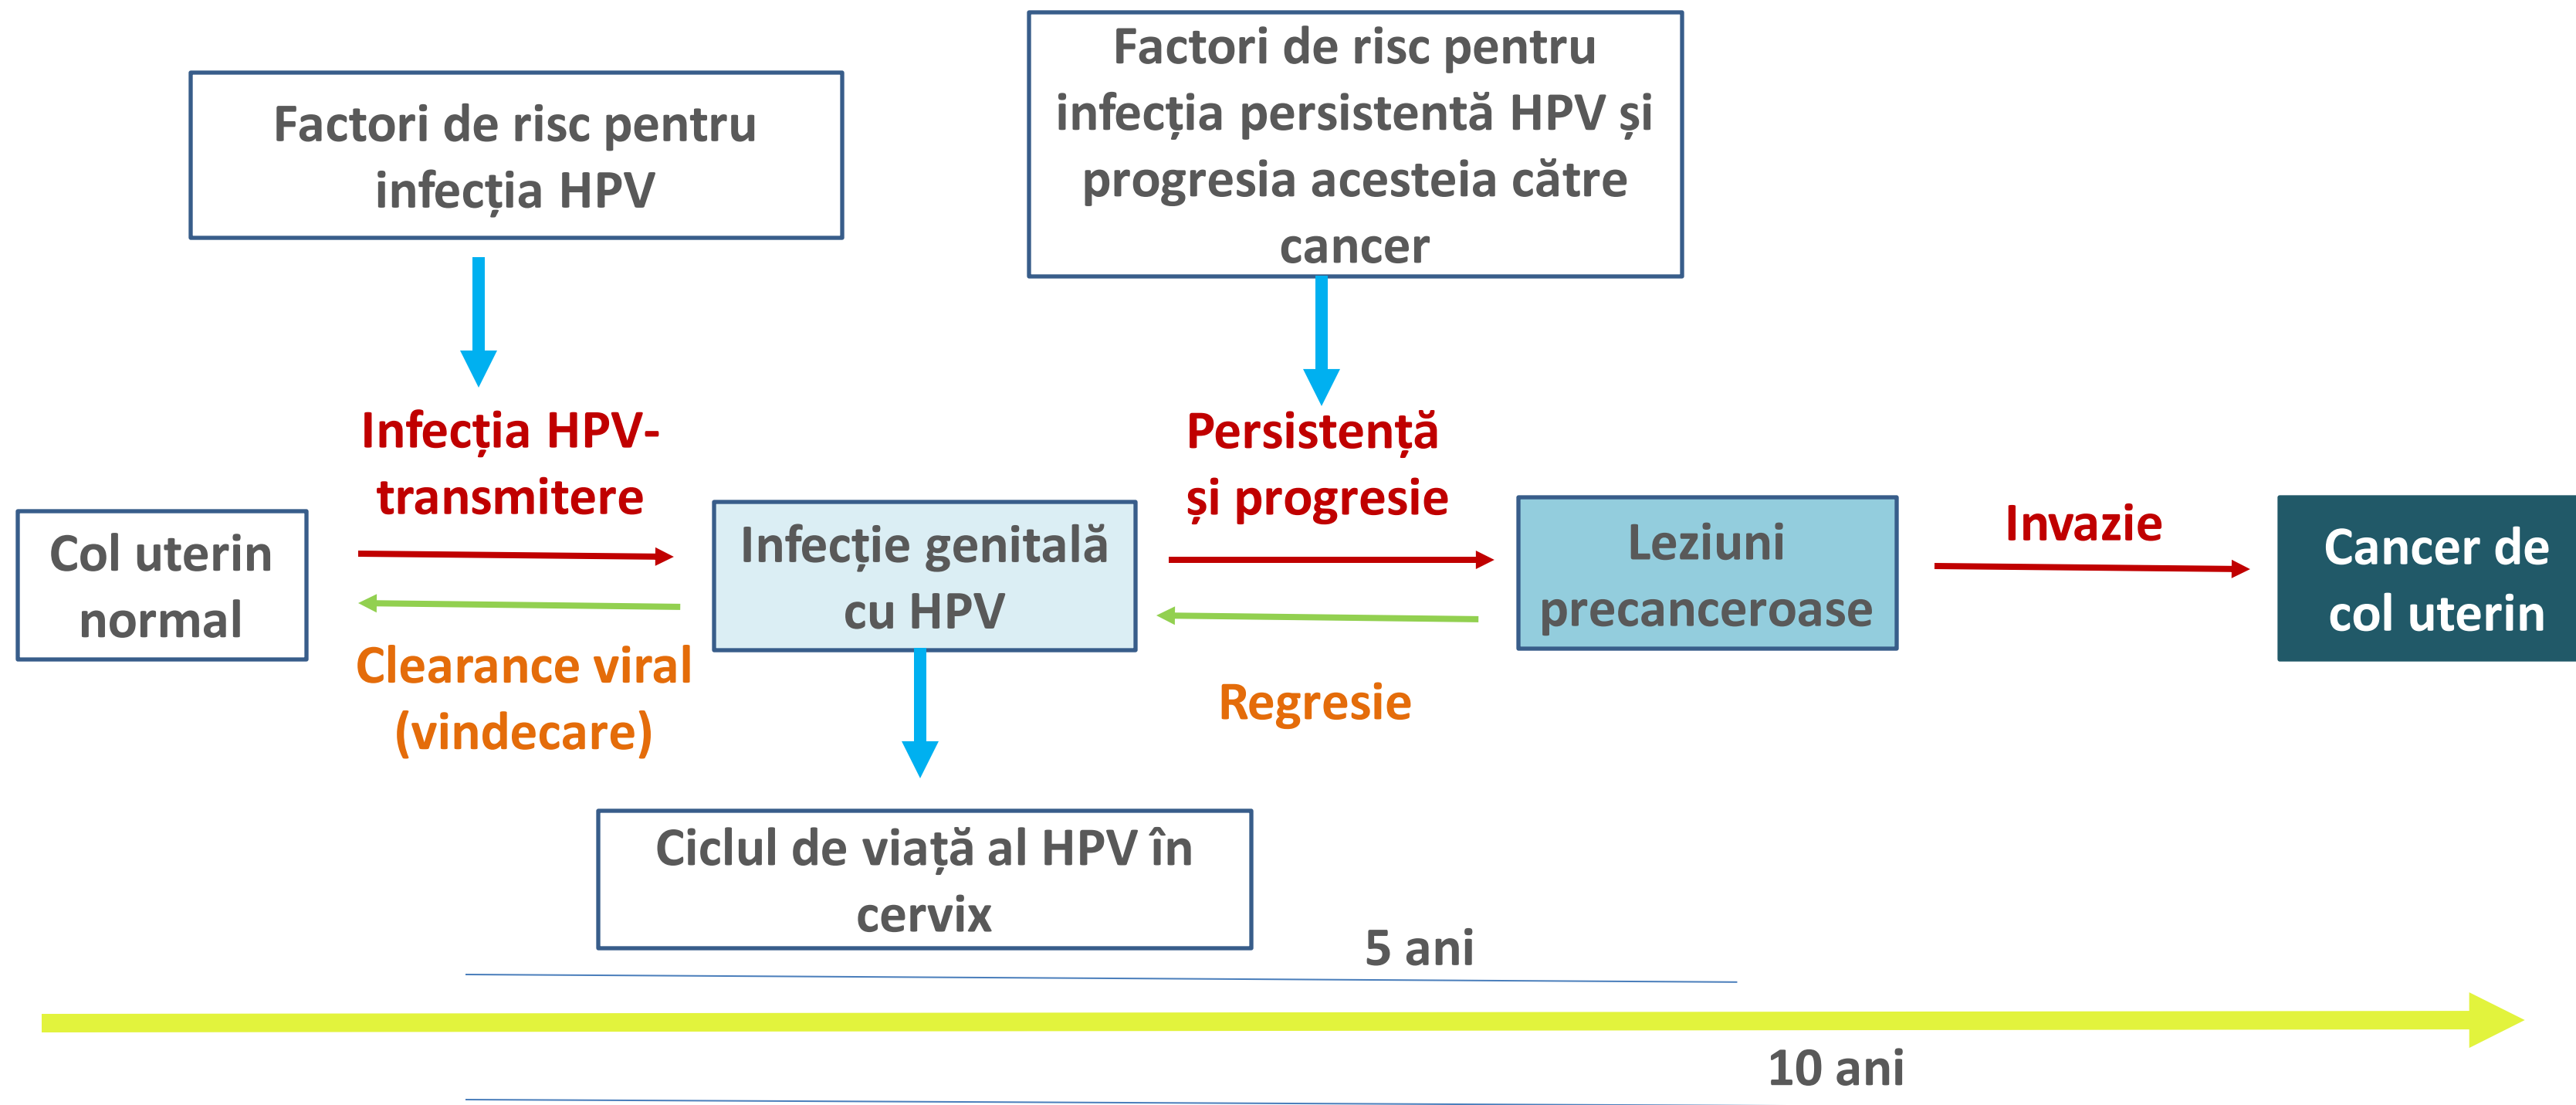 Factori de risc pentru
infecția HPV
Factori de risc pentru
infecția persistentă HPV și
progresia acesteia către
cancer
Infecția HPV-
transmitere
Persistență
și progresie
Invazie
Col uterin
normal
Infecție genitală
cu HPV
Leziuni
precanceroase
Cancer de
col uterin
Clearance viral
(vindecare)
Regresie
Ciclul de viață al HPV în
cervix
5 ani
10 ani